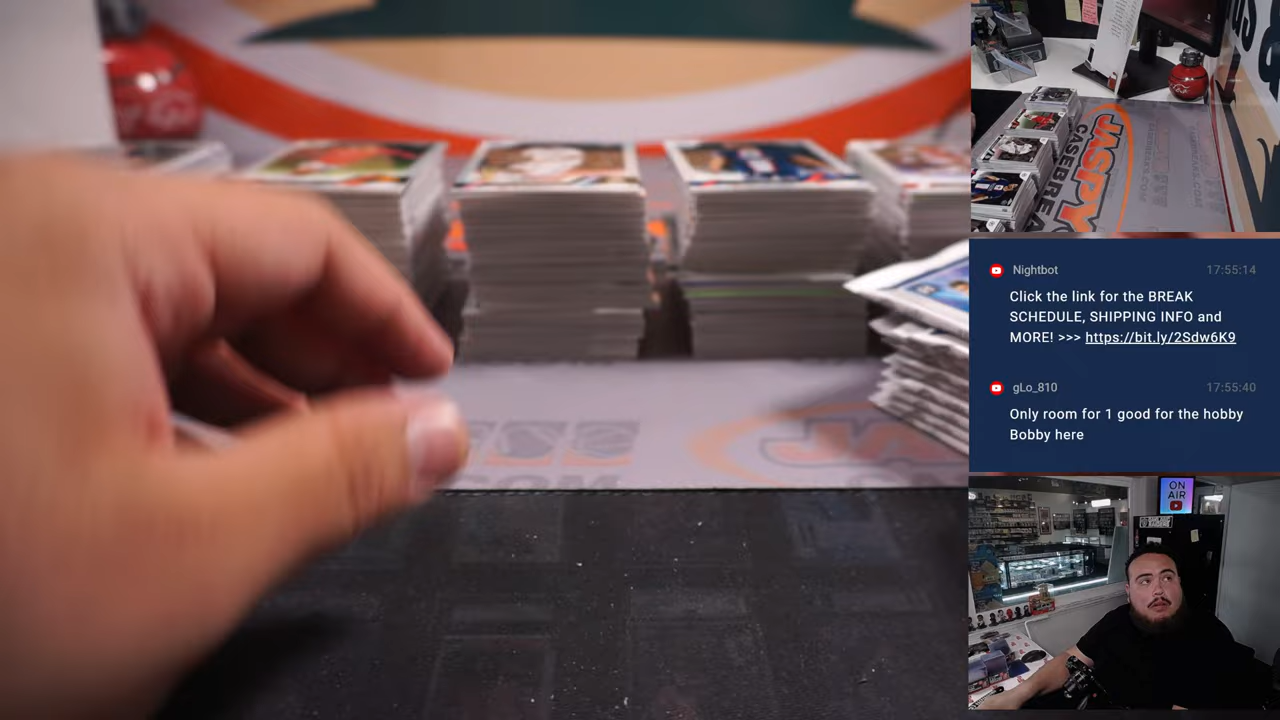 JASPY
CASEBREA
Nightbot 17:55:14
Click the link for the BREAK
SCHEDULE, SHIPPING INFO and
MORE! >>> https://bit.ly/2Sdw6K9
gLo_810 17:55:40
Only room for 1 good for the hobby
Bobby here
ON
AIR